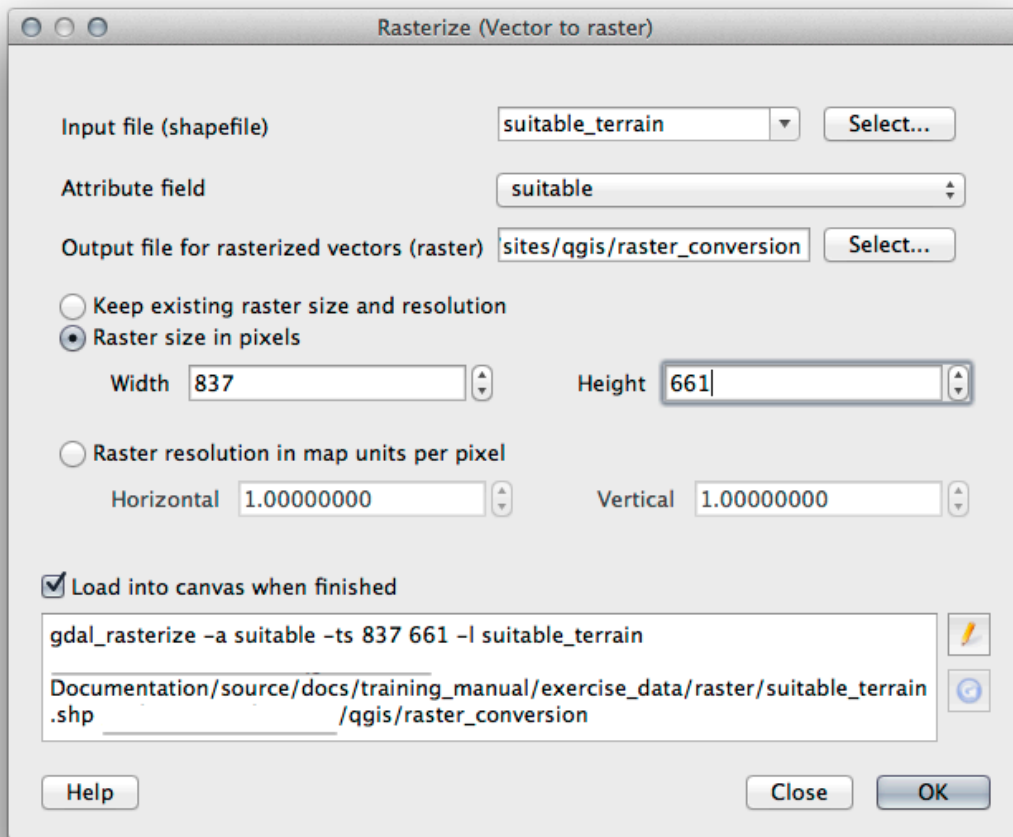 Rasterize (Vector to raster)
Input file (shapefile) suitable_terrain Select...
Attribute field suitable
Output file for rasterized vectors (raster) /sites/qgis/raster_conversion Select...
Keep existing raster size and resolution
Raster size in pixels
Width 837 Height 661
Raster resolution in map units per pixel
Horizontal 1.00000000 Vertical 1.00000000
Load into canvas when finished
gdal_rasterize -a suitable -ts 837 661 -l suitable_terrain
Documentation/source/docs/training_manual/exercise_data/raster/suitable_terrain
.shp /qgis/raster_conversion
Help Close OK